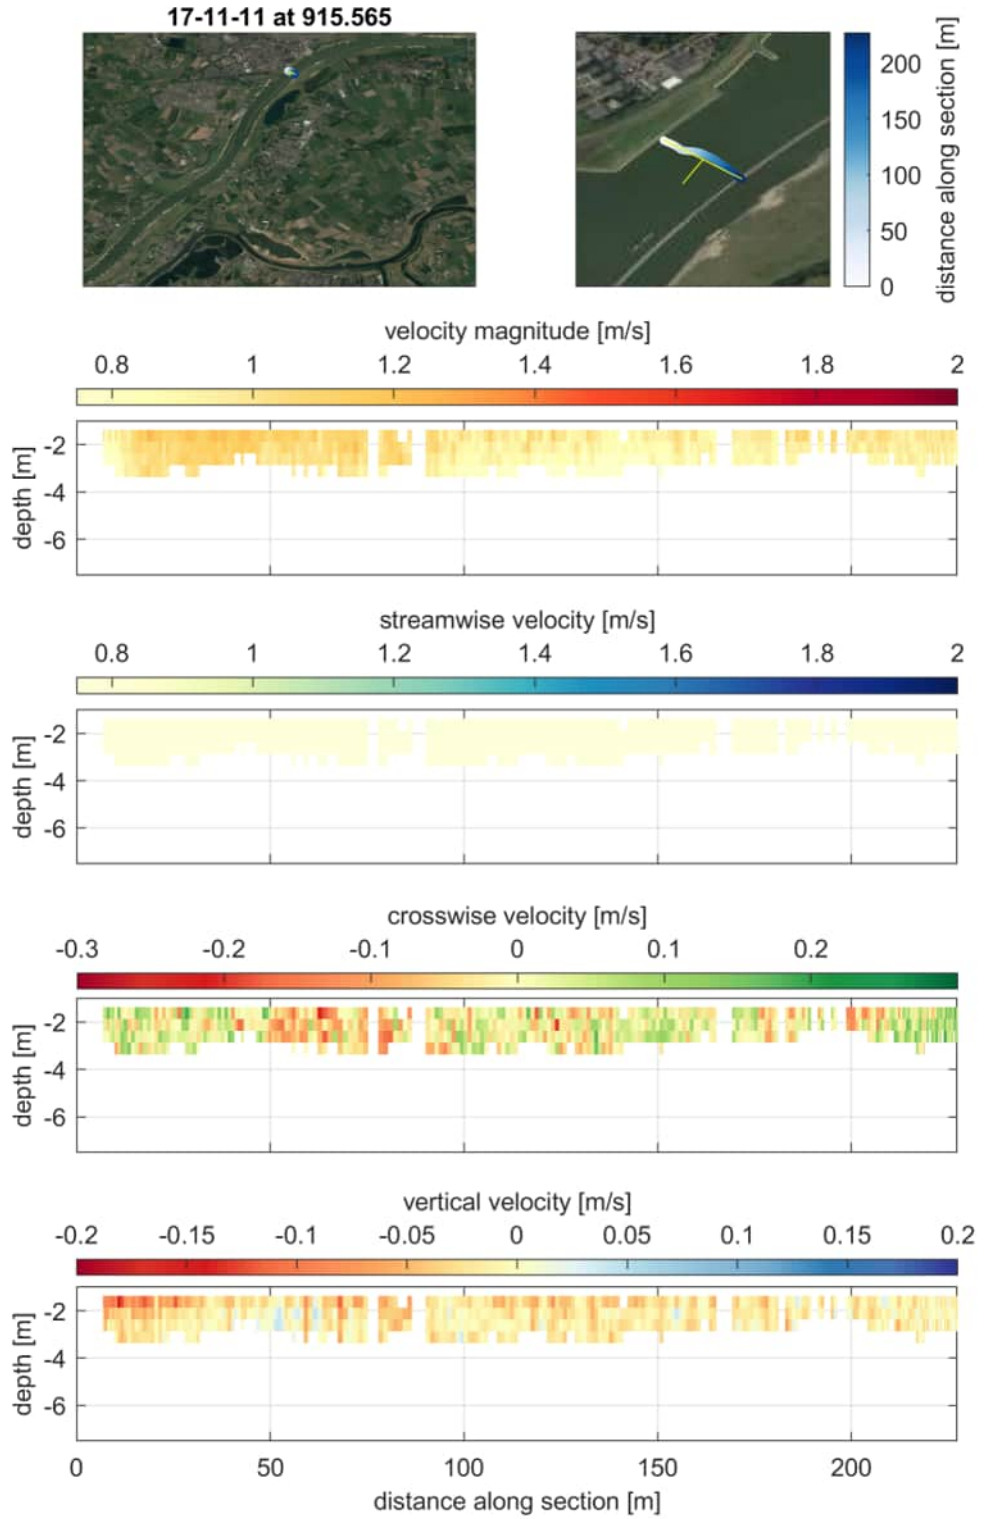 17-11-11 at 915.565
200
150
100
50
0
distance along section [m]
velocity magnitude [m/s]
0.8 1 1.2 1.4 1.6 1.8 2
-2
-4
-6
depth [m]
streamwise velocity [m/s]
0.8 1 1.2 1.4 1.6 1.8 2
-2
-4
-6
depth [m]
crosswise velocity [m/s]
-0.3 -0.2 -0.1 0 0.1 0.2
-2
-4
-6
depth [m]
vertical velocity [m/s]
-0.2 -0.15 -0.1 -0.05 0 0.05 0.1 0.15 0.2
-2
-4
-6
depth [m]
0 50 100 150 200
distance along section [m]